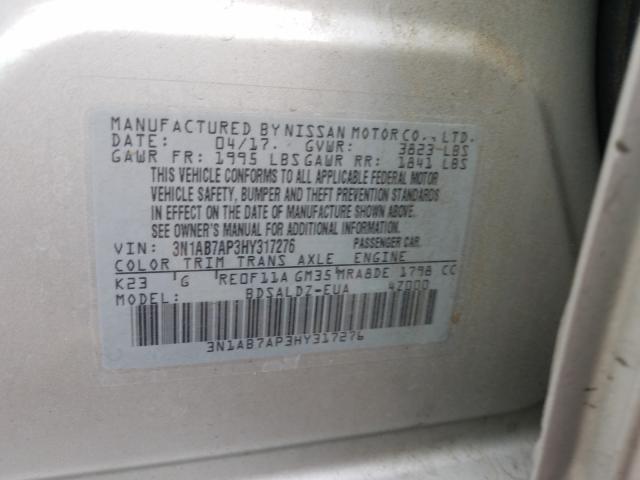 MANUFACTURED BY NISSAN MOTOR CO., LTD.
DATE: 04/17. GVWR: 3823 LBS
GAWR FR: 1995 LBS GAWR RR: 1841 LBS
THIS VEHICLE CONFORMS TO ALL APPLICABLE FEDERAL MOTOR
VEHICLE SAFETY, BUMPER AND THEFT PREVENTION STANDARDS
IN EFFECT ON THE DATE OF MANUFACTURE SHOWN ABOVE.
SEE OWNER'S MANUAL FOR ADDITIONAL INFORMATION.
VIN: 3N1AB7AP3HY317276 PASSENGER CAR
COLOR TRIM TRANS AXLE ENGINE
K23 G RE0F11A GM35 MRA8DE 1798 CC
MODEL: BDSALDZ-EUA 4Z000
3N1AB7AP3HY317276